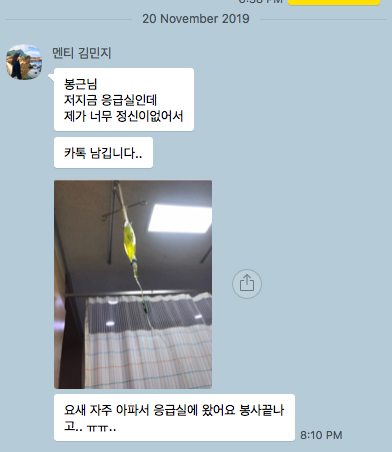 20 November 2019
멘티 김민지
봉근님
저지금 응급실인데
제가 너무 정신이없어서
카톡 남깁니다..
요새 자주 아파서 응급실에 왔어요 봉사끝나
고.. ㅠㅠ..
8:10 PM